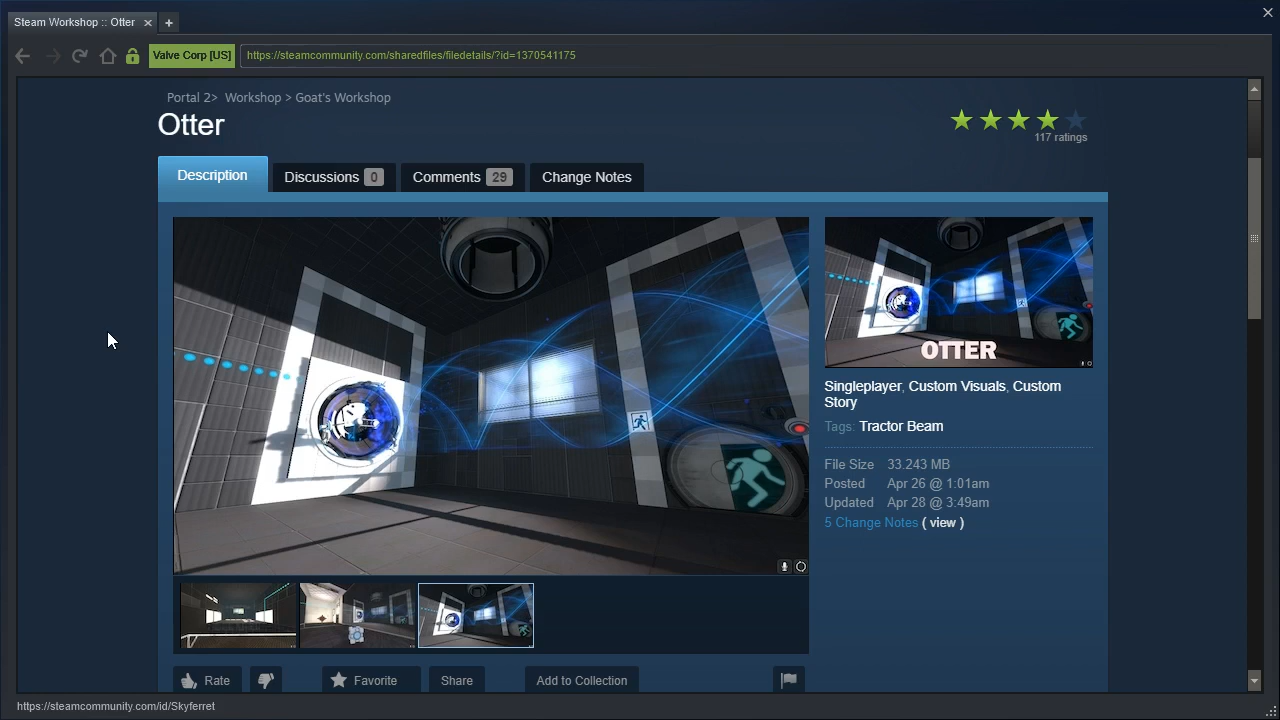 Steam Workshop :: Otter
Valve Corp [US]
https://steamcommunity.com/sharedfiles/filedetails/?id=1370541175
Portal 2> Workshop > Goat's Workshop
Otter
117 ratings
Description
Discussions 0
Comments 29
Change Notes
OTTER
Singleplayer, Custom Visuals, Custom
Story
Tags: Tractor Beam
File Size 33.243 MB
Posted Apr 26 @ 1:01am
Updated Apr 28 @ 3:49am
5 Change Notes ( view )
Rate
Favorite
Share
Add to Collection
https://steamcommunity.com/id/Skyferret